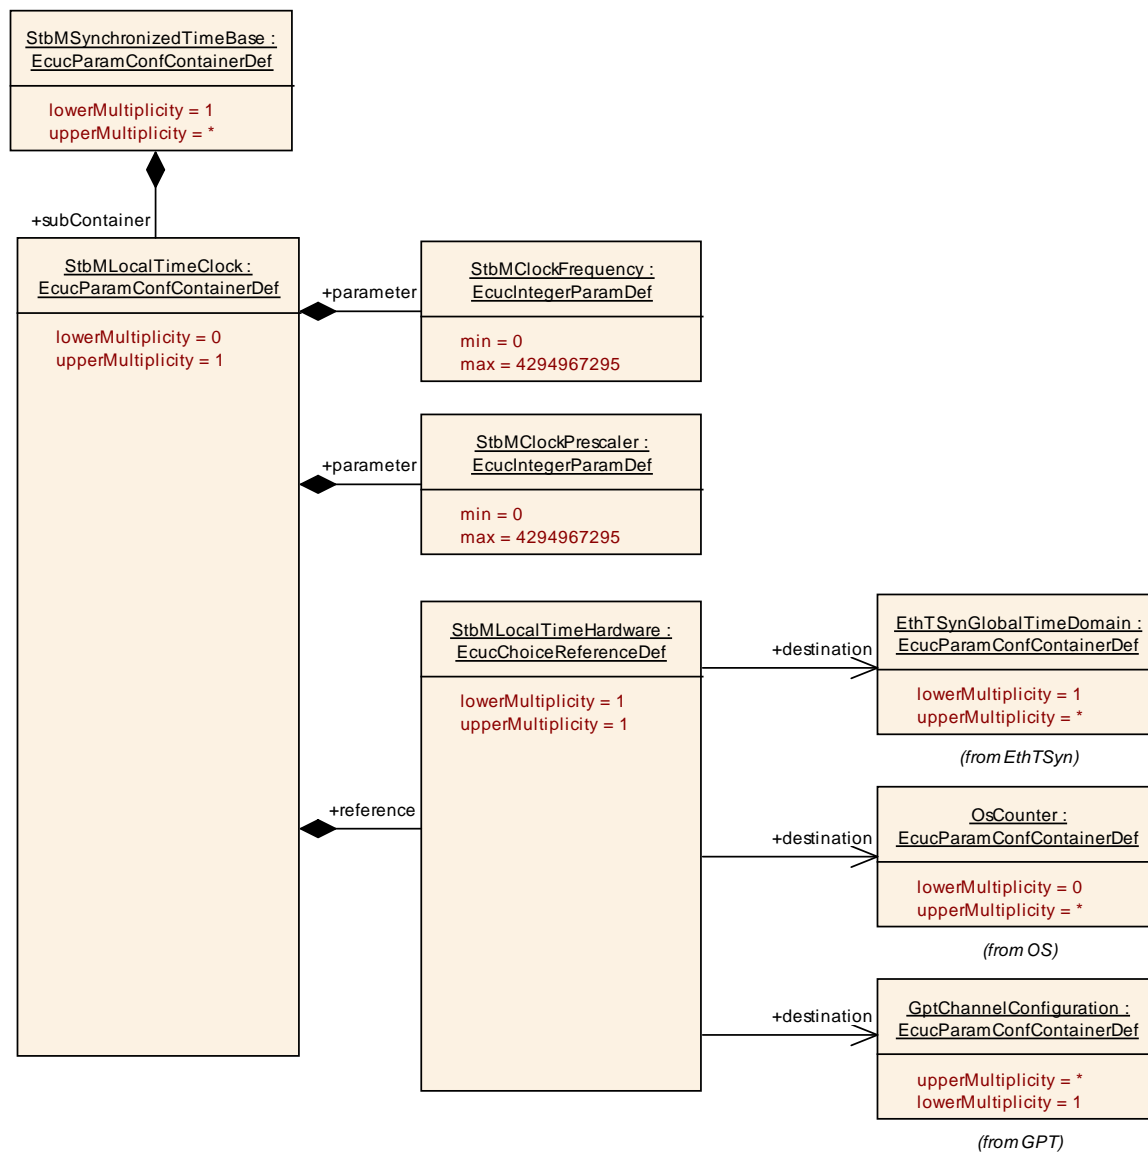 StbMSynchronizedTimeBase :
EcucParamConfContainerDef
lowerMultiplicity = 1
upperMultiplicity = *
+subContainer
StbMLocalTimeClock :
EcucParamConfContainerDef
lowerMultiplicity = 0
upperMultiplicity = 1
+parameter
StbMClockFrequency :
EcucIntegerParamDef
min = 0
max = 4294967295
+parameter
StbMClockPrescaler :
EcucIntegerParamDef
min = 0
max = 4294967295
+reference
StbMLocalTimeHardware :
EcucChoiceReferenceDef
lowerMultiplicity = 1
upperMultiplicity = 1
+destination
EthTSynGlobalTimeDomain :
EcucParamConfContainerDef
lowerMultiplicity = 1
upperMultiplicity = *
(from EthTSyn)
+destination
OsCounter :
EcucParamConfContainerDef
lowerMultiplicity = 0
upperMultiplicity = *
(from OS)
+destination
GptChannelConfiguration :
EcucParamConfContainerDef
upperMultiplicity = *
lowerMultiplicity = 1
(from GPT)